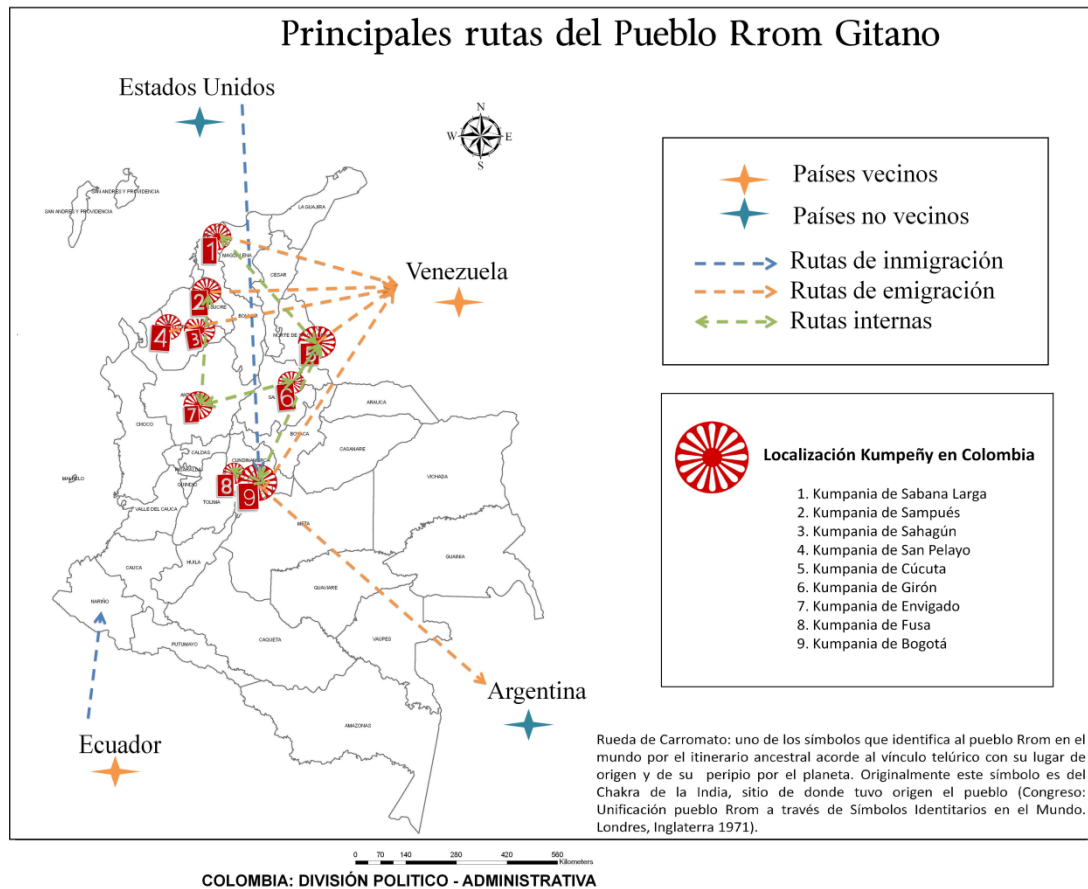 Principales rutas del Pueblo Rrom Gitano
Estados Unidos
N
W
E
S
Países vecinos
Países no vecinos
Rutas de inmigración
Rutas de emigración
Rutas internas
SAN ANDRES Y PROVIDENCIA
SAN ANDRES Y PROVIDENCIA
LA GUAJIRA
1
MAGDALENA
CESAR
Venezuela
2
SUCRE
4
3
NORTE DE
5
6
7
ARAUCA
CHOCO
BOYACA
CASANARE
CALDAS
CUNDINAMARCA
VICHADA
QUINDIO
8
9
TOLIMA
VALLE DEL CAUCA
META
GUAINIA
HUILA
CAUCA
GUAVIARE
NARIÑO
VAUPES
CAQUETA
PUTUMAYO
Argentina
AMAZONAS
Ecuador
Localización Kumpeñy en Colombia
1. Kumpania de Sabana Larga
2. Kumpania de Sampués
3. Kumpania de Sahagún
4. Kumpania de San Pelayo
5. Kumpania de Cúcuta
6. Kumpania de Girón
7. Kumpania de Envigado
8. Kumpania de Fusa
9. Kumpania de Bogotá
Rueda de Carromato: uno de los símbolos que identifica al pueblo Rrom en el
mundo por el itinerario ancestral acorde al vínculo telúrico con su lugar de
origen y de su peripio por el planeta. Originalmente este símbolo es del
Chakra de la India, sitio de donde tuvo origen el pueblo (Congreso:
Unificación pueblo Rrom a través de Símbolos Identitarios en el Mundo.
Londres, Inglaterra 1971).
0 70 140 280 420 560
Kilometers
COLOMBIA: DIVISIÓN POLITICO - ADMINISTRATIVA